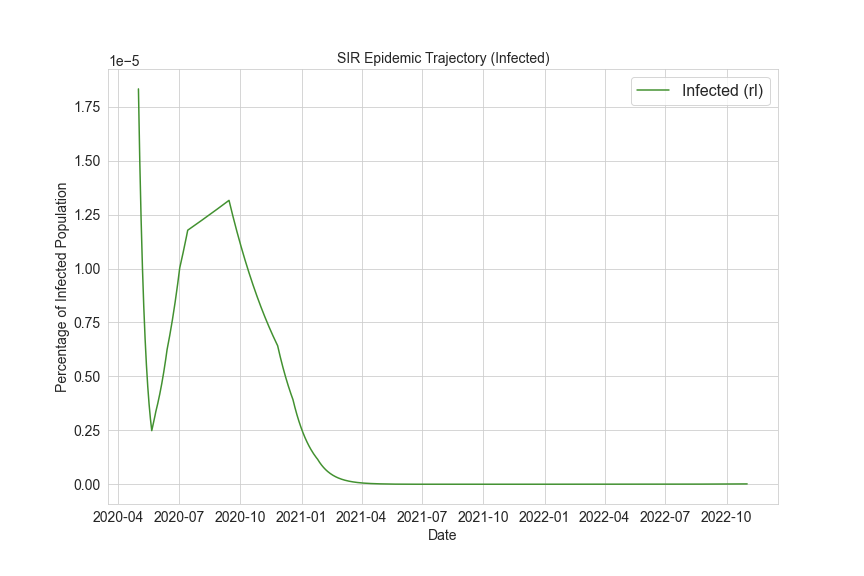 SIR Epidemic Trajectory (Infected)
1e−5
Infected (rI)
1.75
1.50
1.25
1.00
0.75
0.50
0.25
0.00
Percentage of Infected Population
2020-04 2020-07 2020-10 2021-01 2021-04 2021-07 2021-10 2022-01 2022-04 2022-07 2022-10
Date